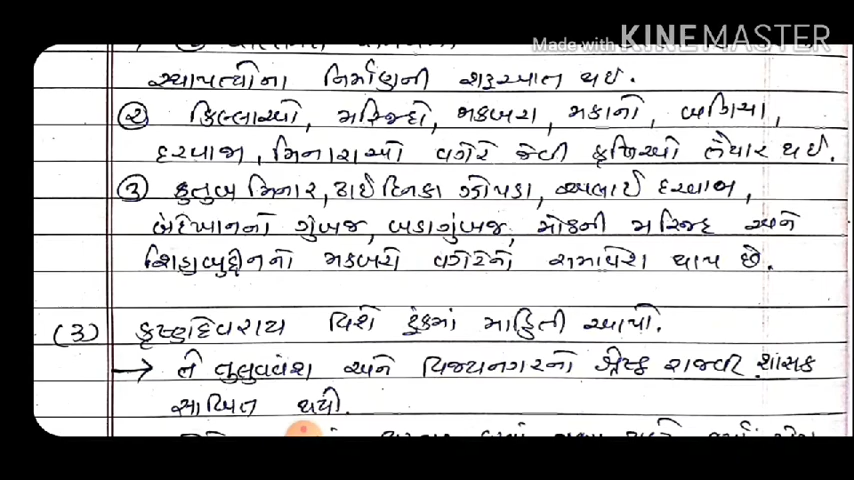 Made with KINEMASTER
સ્થાપત્યોના નિર્માણની શરૂઆત થઈ.
② કિલ્લાઓ, મસ્જિદો, મકબરા, મકાનો, બગિચા,
દરવાજા, મિનારાઓ વગેરે જેવી કૃતિઓ તૈયાર થઈ.
③ કુતુબ મિનાર, ઢાઈ દિનકા ઝોપડા, અલાઈ દરવાજા,
ગુંબજ, બડાગુંબજ, મોઠની મસ્જિદ અને
શિહાબુદ્દીનનો મકબરો વગેરેનો સમાવેશ થાય છે.
(3) કૃષ્ણદેવરાય વિશે ટૂંકમાં માહિતી આપો.
→ તે તુલુવવંશ અને વિજયનગરનો શ્રેષ્ઠ રાજવી શાસક
સાબિત થયો.